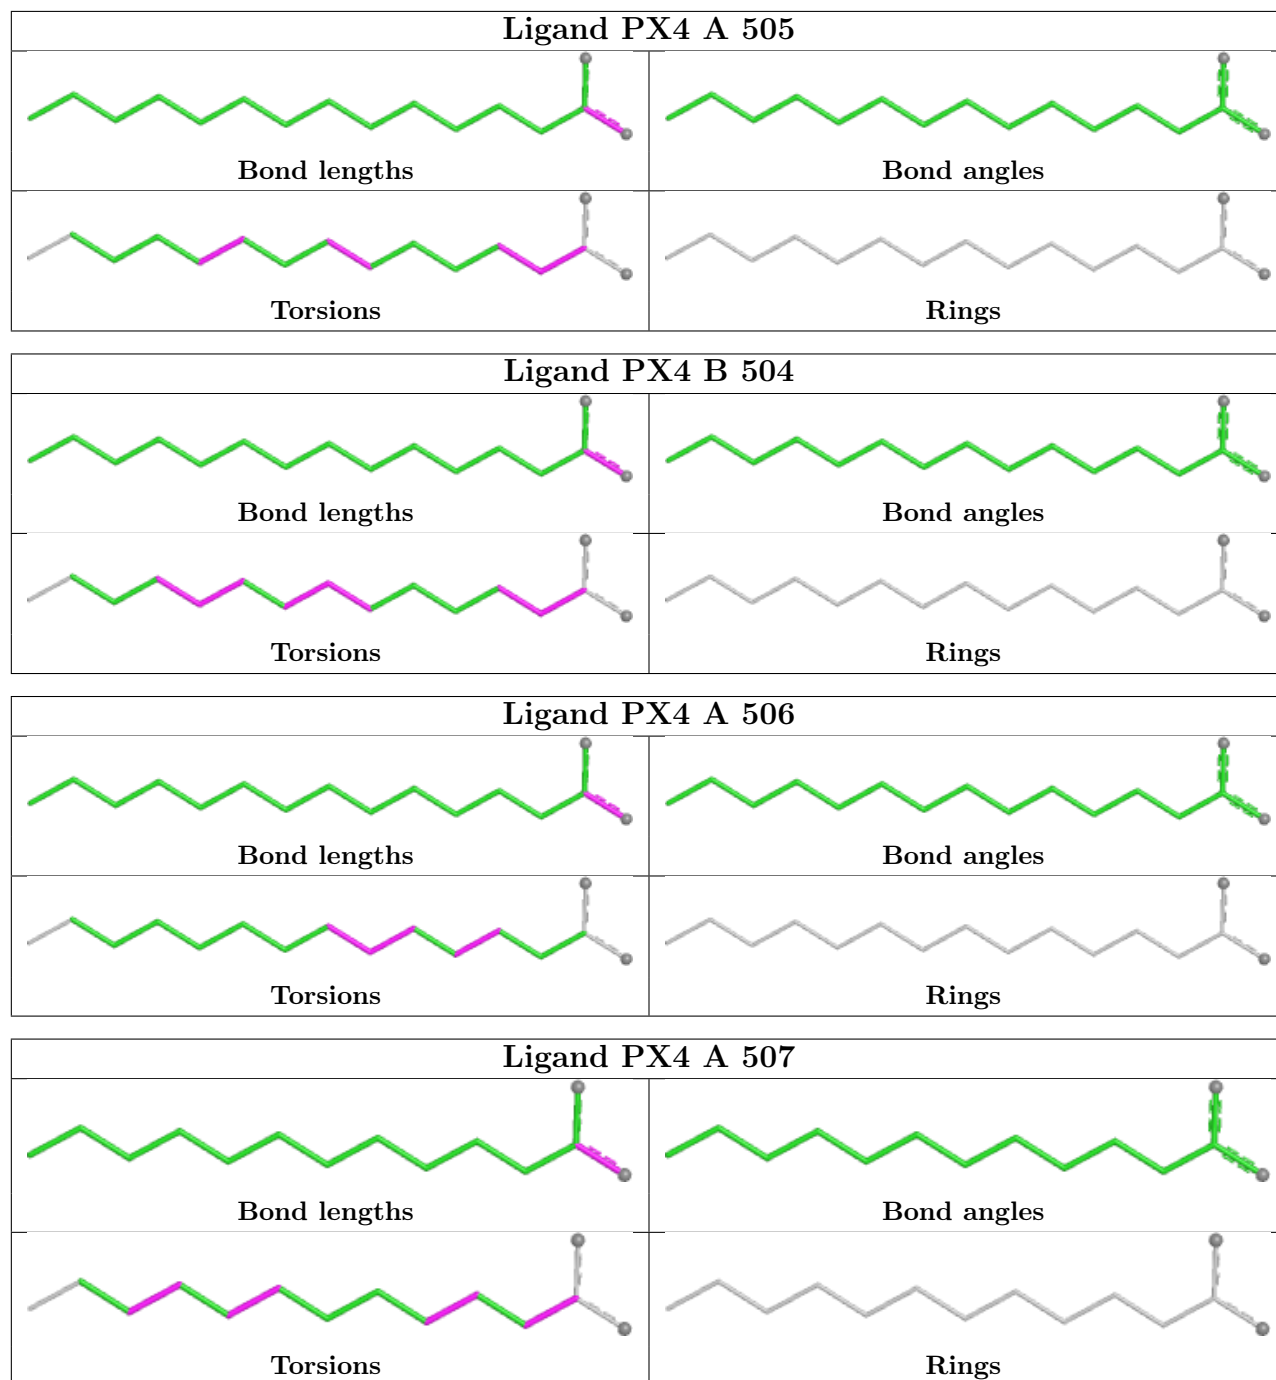 Ligand PX4 A 505
Bond lengths
Bond angles
Torsions
Rings
Ligand PX4 B 504
Bond lengths
Bond angles
Torsions
Rings
Ligand PX4 A 506
Bond lengths
Bond angles
Torsions
Rings
Ligand PX4 A 507
Bond lengths
Bond angles
Torsions
Rings